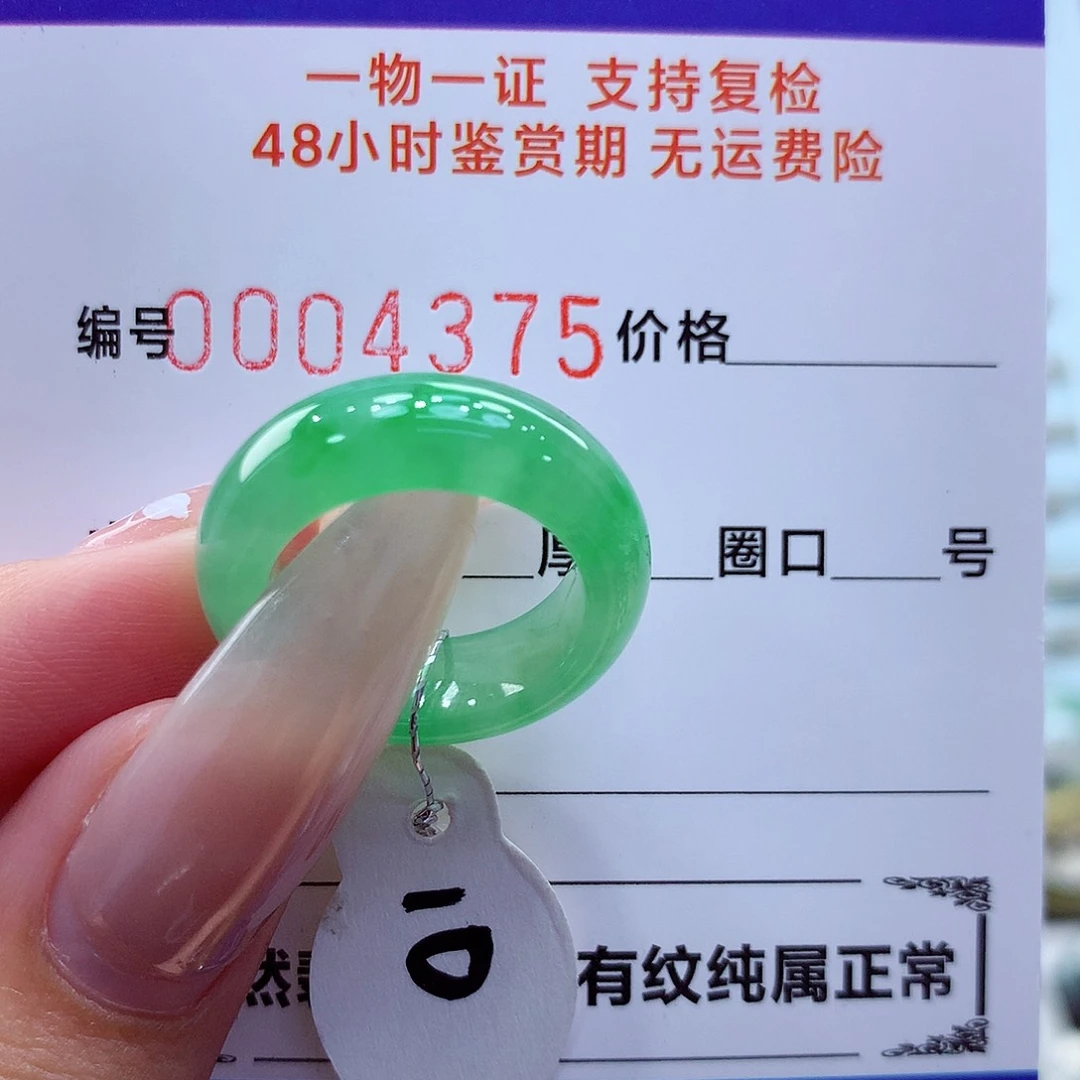 一物一证 支持复检
48小时鉴赏期 无运费险
编号0004375价格
厚 圈口 号
10
然 有纹纯属正常